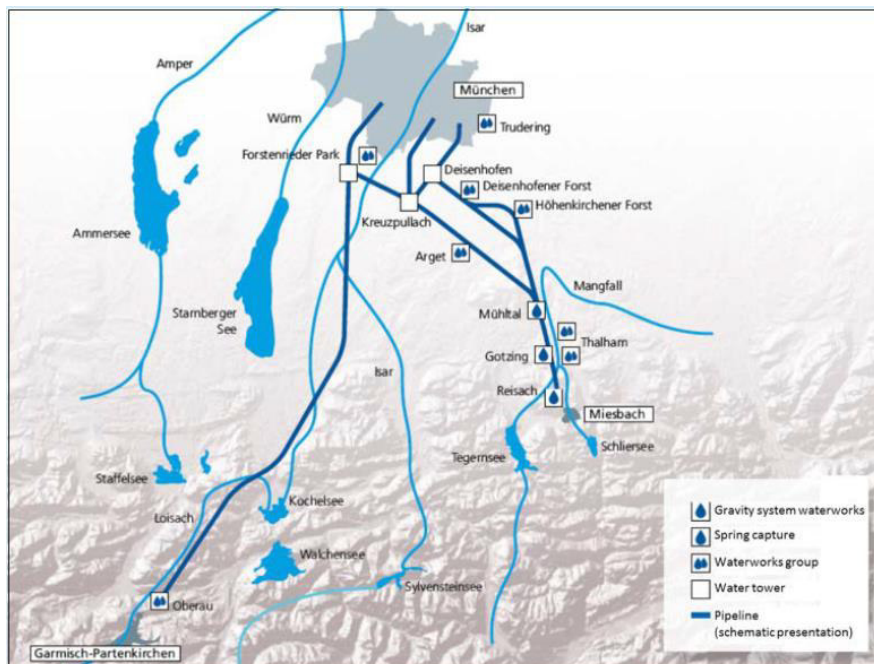 Isar
Amper
München
Würm
Trudering
Forstenrieder Park
Deisenhofen
Deisenhofener Forst
Höhenkirchener Forst
Kreuzpullach
Ammersee
Arget
Mangfall
Starnberger
See
Mühltal
Thalham
Gotzing
Isar
Reisach
Miesbach
Schliersee
Tegernsee
Staffelsee
Kochelsee
Loisach
Walchensee
Sylvensteinsee
Oberau
Garmisch-Partenkirchen
Gravity system waterworks
Spring capture
Waterworks group
Water tower
Pipeline
(schematic presentation)